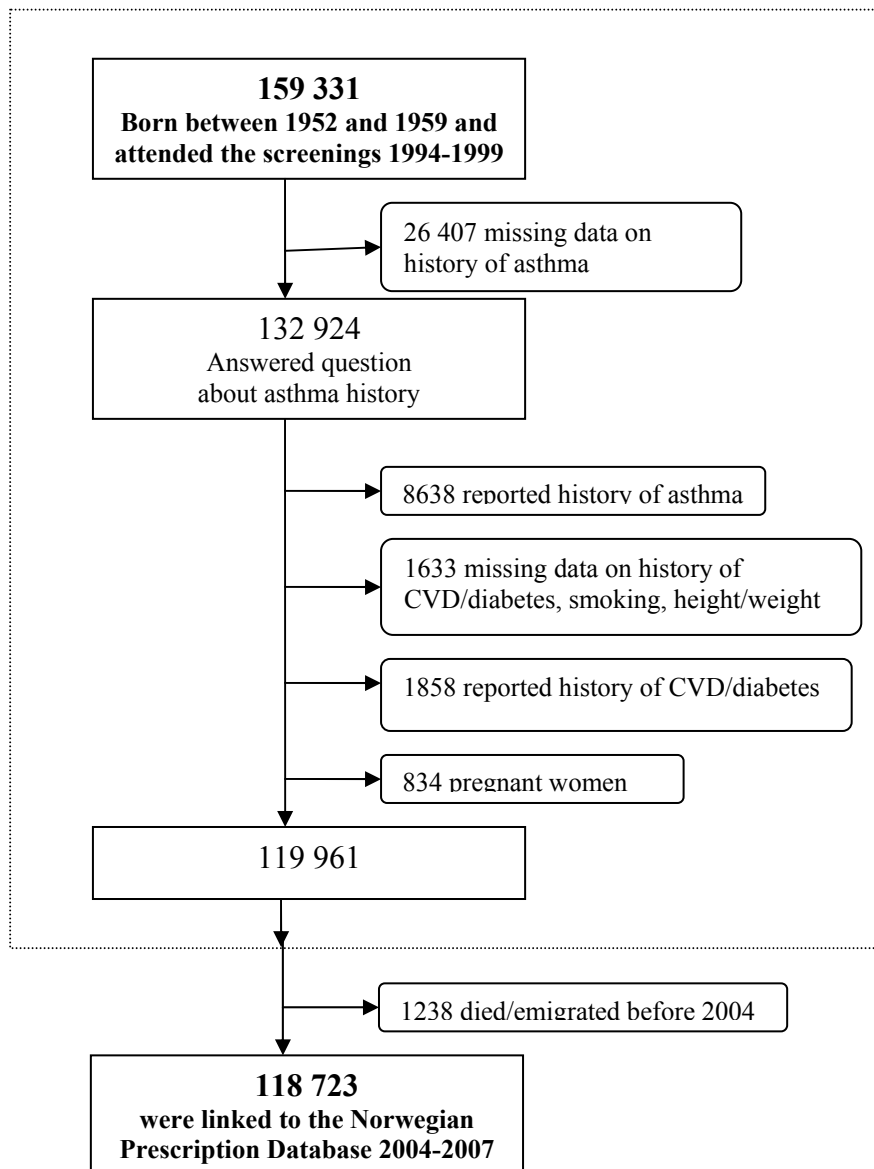 159 331
Born between 1952 and 1959 and
attended the screenings 1994-1999
26 407 missing data on
history of asthma
132 924
Answered question
about asthma history
8638 reported history of asthma
1633 missing data on history of
CVD/diabetes, smoking, height/weight
1858 reported history of CVD/diabetes
834 pregnant women
119 961
1238 died/emigrated before 2004
118 723
were linked to the Norwegian
Prescription Database 2004-2007